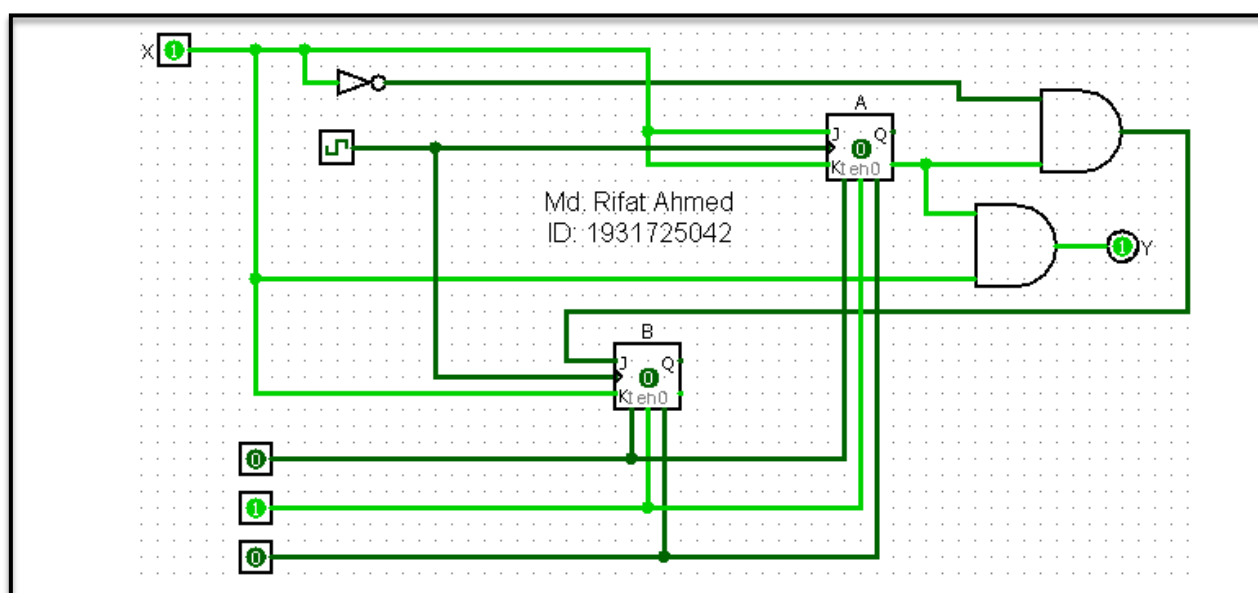 X 1
A
J Q
0
K t en 0
Md. Rifat Ahmed
ID: 1931725042
1 Y
B
J Q
0
K t en 0
0
1
0